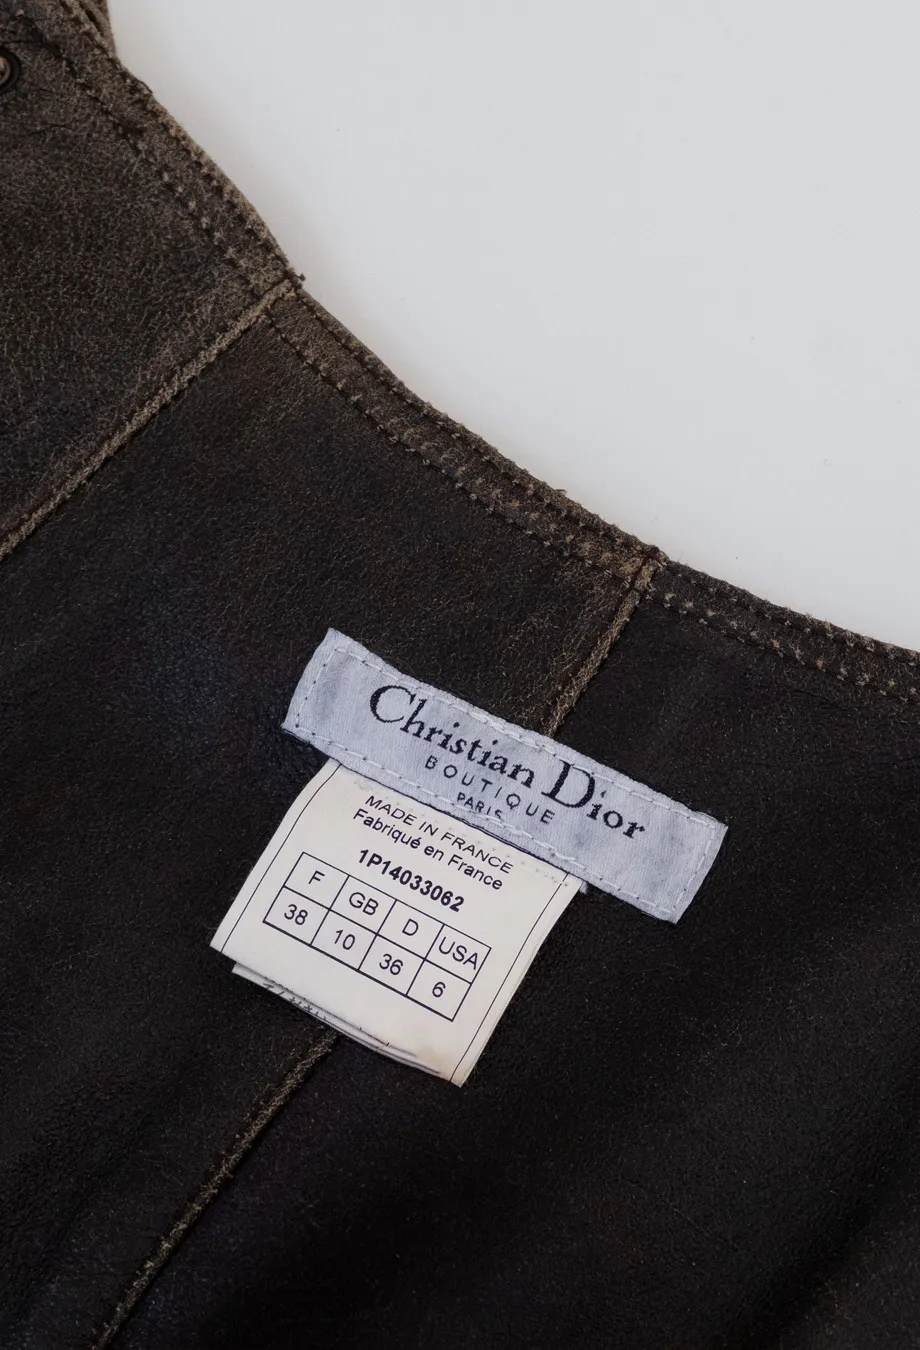 Christian Dior
BOUTIQUE
PARIS
MADE IN FRANCE
Fabriqué en France
1P14033062
F GB D USA
38 10 36 6